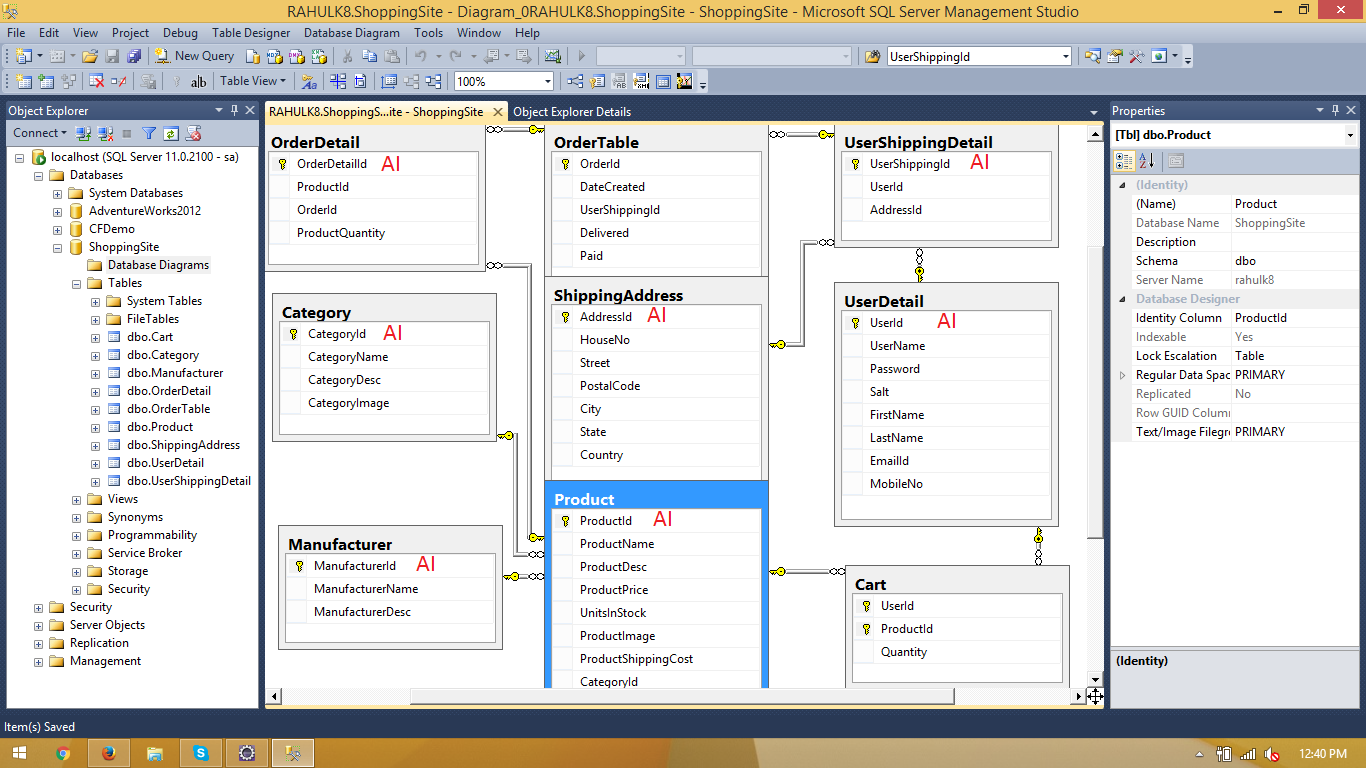 RAHULK8.ShoppingSite - Diagram_0RAHULK8.ShoppingSite - ShoppingSite - Microsoft SQL Server Management Studio
File Edit View Project Debug Table Designer Database Diagram Tools Window Help
New Query
UserShippingId
ab Table View 100%
Object Explorer
Connect
localhost (SQL Server 11.0.2100 - sa)
Databases
System Databases
AdventureWorks2012
CFDemo
ShoppingSite
Database Diagrams
Tables
System Tables
FileTables
dbo.Cart
dbo.Category
dbo.Manufacturer
dbo.OrderDetail
dbo.OrderTable
dbo.Product
dbo.ShippingAddress
dbo.UserDetail
dbo.UserShippingDetail
Views
Synonyms
Programmability
Service Broker
Storage
Security
Security
Server Objects
Replication
Management
RAHULK8.ShoppingS...ite - ShoppingSite
Object Explorer Details
OrderDetail
OrderDetailId AI
ProductId
OrderId
ProductQuantity
Category
CategoryId AI
CategoryName
CategoryDesc
CategoryImage
Manufacturer
ManufacturerId AI
ManufacturerName
ManufacturerDesc
OrderTable
OrderId
DateCreated
UserShippingId
Delivered
Paid
ShippingAddress
AddressId AI
HouseNo
Street
PostalCode
City
State
Country
Product
ProductId AI
ProductName
ProductDesc
ProductPrice
UnitsInStock
ProductImage
ProductShippingCost
CategoryId
UserShippingDetail
UserShippingId AI
UserId
AddressId
UserDetail
UserId AI
UserName
Password
Salt
FirstName
LastName
EmailId
MobileNo
Cart
UserId
ProductId
Quantity
Properties
[Tbl] dbo.Product
(Identity)
(Name) Product
Database Name ShoppingSite
Description
Schema dbo
Server Name rahulk8
Database Designer
Identity Column ProductId
Indexable Yes
Lock Escalation Table
Regular Data Spac PRIMARY
Replicated No
Row GUID Colum
Text/Image Filegr PRIMARY
(Identity)
Item(s) Saved
12:40 PM